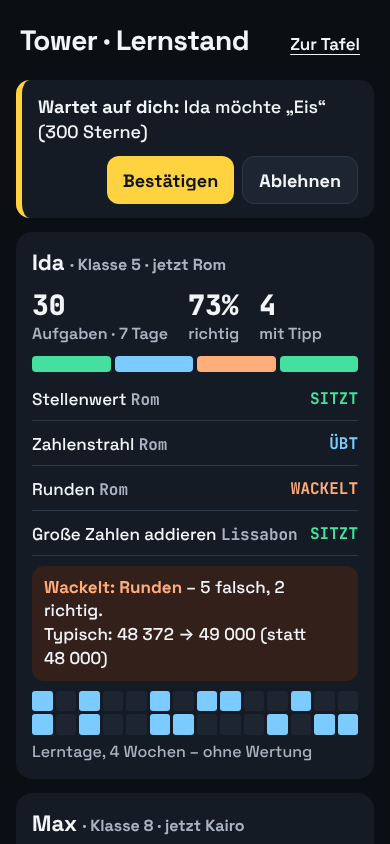 Tower · Lernstand
Zur Tafel
Wartet auf dich: Ida möchte „Eis“
(300 Sterne)
Bestätigen
Ablehnen
Ida · Klasse 5 · jetzt Rom
30
Aufgaben · 7 Tage
73%
richtig
4
mit Tipp
Stellenwert Rom SITZT
Zahlenstrahl Rom ÜBT
Runden Rom WACKELT
Große Zahlen addieren Lissabon SITZT
Wackelt: Runden – 5 falsch, 2
richtig.
Typisch: 48 372 → 49 000 (statt
48 000)
Lerntage, 4 Wochen – ohne Wertung
Max · Klasse 8 · jetzt Kairo